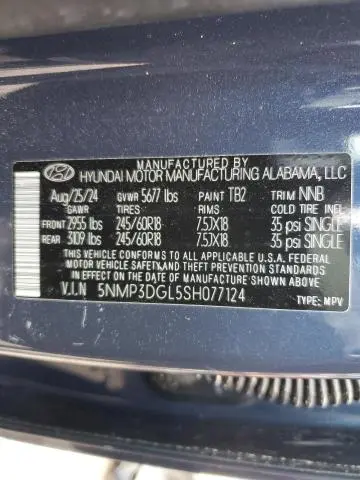 MANUFACTURED BY
HYUNDAI MOTOR MANUFACTURING ALABAMA, LLC
Aug/25/24 GVWR 5677 lbs PAINT TB2 TRIM NNB
GAWR TIRES: RIMS COLD TIRE INFL
FRONT 2955 lbs 245/60R18 7.5JX18 35 psi SINGLE
REAR 3109 lbs 245/60R18 7.5JX18 35 psi SINGLE
THIS VEHICLE CONFORMS TO ALL APPLICABLE U.S.A FEDERAL
MOTOR VEHICLE SAFETY AND THEFT PREVENTION STANDARDS
IN EFFECT ON THE DATE OF MANUFACTURE SHOWN ABOVE.
V.I.N 5NMP3DGL5SH077124
TYPE: MPV